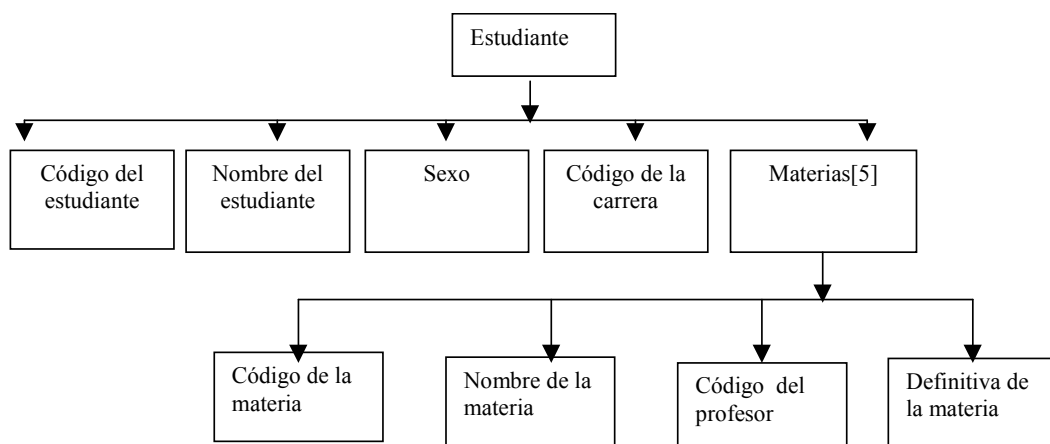 Estudiante
Código del
estudiante
Nombre del
estudiante
Sexo
Código de la
carrera
Materias[5]
Código de la
materia
Nombre de la
materia
Código del
profesor
Definitiva de
la materia